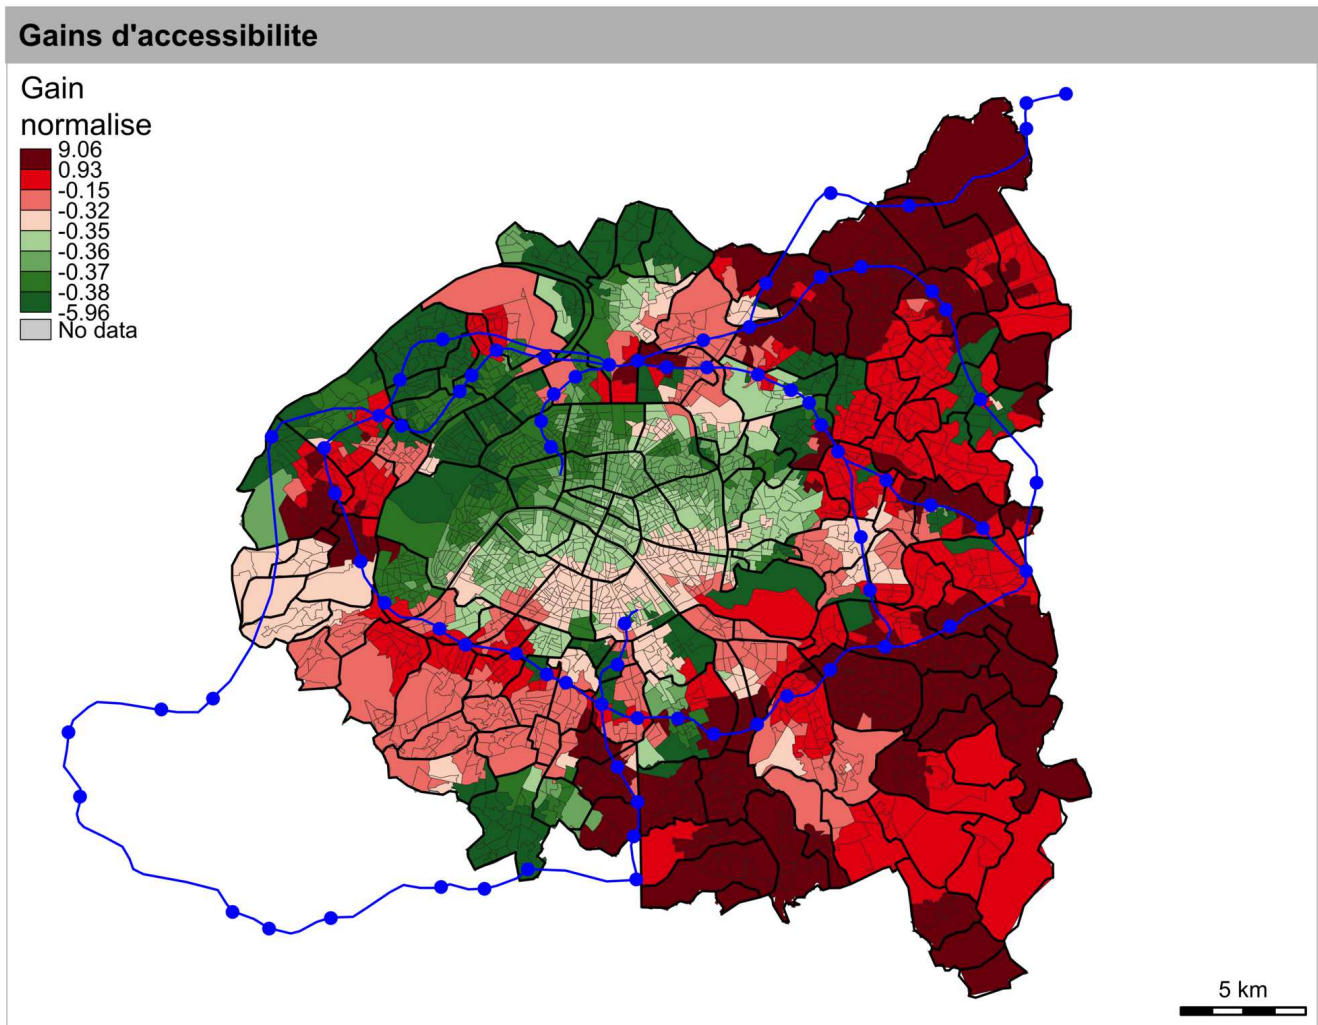 Gains d'accessibilite
Gain
normalise
9.06
0.93
-0.15
-0.32
-0.35
-0.36
-0.37
-0.38
-5.96
No data
5 km